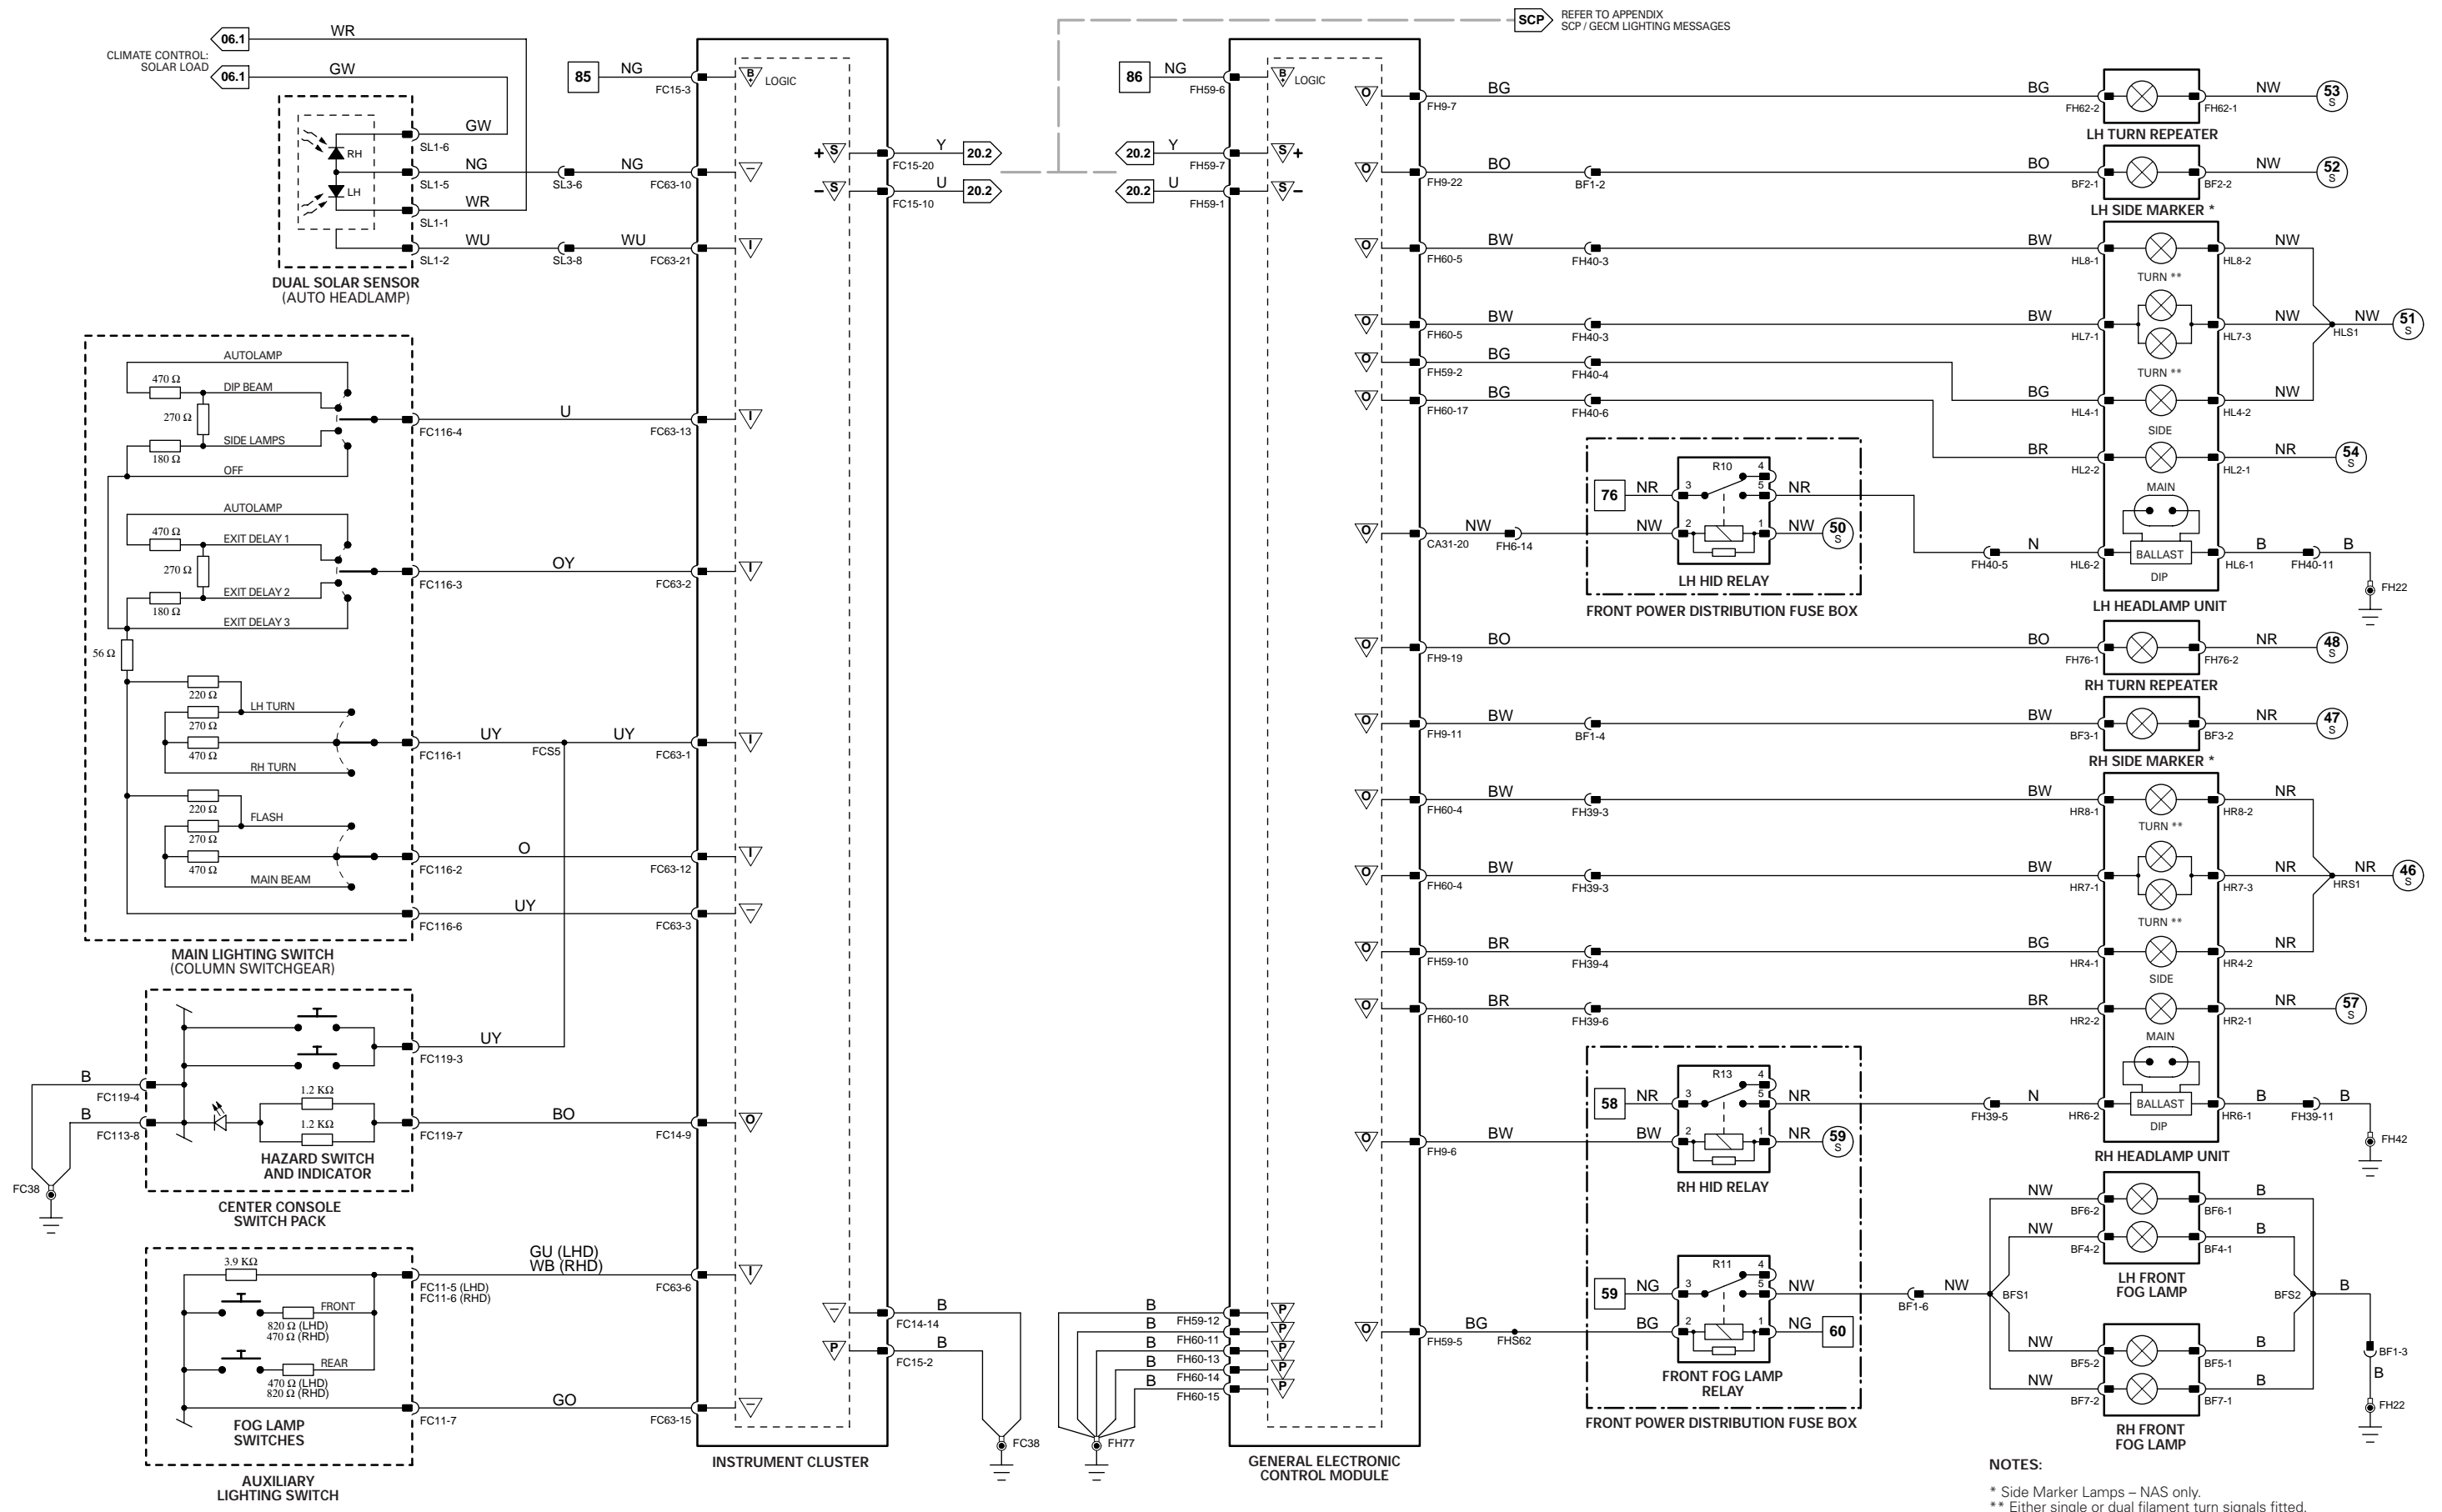 SCP
REFER TO APPENDIX
SCP / GECM LIGHTING MESSAGES
06.1
WR
CLIMATE CONTROL:
SOLAR LOAD
06.1
GW
RH
LH
GW
SL1-6
NG
SL1-5
SL3-6
NG
FC63-10
WR
SL1-1
WU
SL1-2
SL3-8
WU
FC63-21
DUAL SOLAR SENSOR
(AUTO HEADLAMP)
AUTOLAMP
470 Ω
DIP BEAM
270 Ω
SIDE LAMPS
180 Ω
OFF
FC116-4
U
FC63-13
AUTOLAMP
470 Ω
EXIT DELAY 1
270 Ω
EXIT DELAY 2
180 Ω
EXIT DELAY 3
FC116-3
OY
FC63-2
56 Ω
220 Ω
LH TURN
270 Ω
470 Ω
RH TURN
FC116-1
UY
FCS5
UY
FC63-1
220 Ω
FLASH
270 Ω
470 Ω
MAIN BEAM
FC116-2
O
FC63-12
FC116-6
UY
FC63-3
MAIN LIGHTING SWITCH
(COLUMN SWITCHGEAR)
UY
FC119-3
B
FC119-4
B
FC113-8
1.2 KΩ
1.2 KΩ
FC119-7
BO
FC14-9
HAZARD SWITCH
AND INDICATOR
FC38
CENTER CONSOLE
SWITCH PACK
3.9 KΩ
FRONT
820 Ω (LHD)
470 Ω (RHD)
REAR
470 Ω (LHD)
820 Ω (RHD)
FC11-5 (LHD)
FC11-6 (RHD)
GU (LHD)
WB (RHD)
FC63-6
FC11-7
GO
FC63-15
FOG LAMP
SWITCHES
AUXILIARY
LIGHTING SWITCH
85
NG
FC15-3
B
+
LOGIC
–
I
I
I
I
I
–
O
I
–
+
S
FC15-20
Y
20.2
–
S
FC15-10
U
20.2
–
FC14-14
B
P
FC15-2
B
FC38
INSTRUMENT CLUSTER
86
NG
FH59-6
B
+
LOGIC
20.2
Y
FH59-7
S
+
20.2
U
FH59-1
S
–
B
FH59-12
P
B
FH60-11
P
B
FH60-13
P
B
FH60-14
P
B
FH60-15
P
FH77
GENERAL ELECTRONIC
CONTROL MODULE
O
FH9-7
BG
BG
FH62-2
FH62-1
NW
53
S
LH TURN REPEATER
O
FH9-22
BO
BF1-2
BO
BF2-1
BF2-2
NW
52
S
LH SIDE MARKER *
O
FH60-5
BW
FH40-3
BW
HL8-1
HL8-2
NW
TURN **
O
FH60-5
BW
FH40-3
BW
HL7-1
HL7-3
NW
HLS1
NW
51
S
TURN **
O
FH59-2
BG
FH40-4
BG
HL4-1
HL4-2
NW
SIDE
O
FH60-17
BG
FH40-6
BR
HL2-2
HL2-1
NR
54
S
MAIN
R10
76
NR
3
4
5
NR
O
CA31-20
NW
FH6-14
NW
2
1
NW
50
S
LH HID RELAY
FRONT POWER DISTRIBUTION FUSE BOX
FH40-5
N
HL6-2
BALLAST
DIP
HL6-1
B
FH40-11
B
FH22
LH HEADLAMP UNIT
O
FH9-19
BO
BO
FH76-1
FH76-2
NR
48
S
RH TURN REPEATER
O
FH9-11
BW
BF1-4
BW
BF3-1
BF3-2
NR
47
S
RH SIDE MARKER *
O
FH60-4
BW
FH39-3
BW
HR8-1
HR8-2
NR
TURN **
O
FH60-4
BW
FH39-3
BW
HR7-1
HR7-3
NR
HRS1
NR
46
S
TURN **
O
FH59-10
BR
FH39-4
BG
HR4-1
HR4-2
NR
SIDE
O
FH60-10
BR
FH39-6
BR
HR2-2
HR2-1
NR
57
S
MAIN
R13
58
NR
3
4
5
NR
FH39-5
N
HR6-2
BALLAST
DIP
HR6-1
B
FH39-11
B
FH42
RH HEADLAMP UNIT
O
FH9-6
BW
BW
2
1
NR
59
S
RH HID RELAY
R11
59
NG
3
4
5
NW
BF1-6
NW
BFS1
O
FH59-5
BG
FHS62
BG
2
1
NG
60
FRONT FOG LAMP
RELAY
FRONT POWER DISTRIBUTION FUSE BOX
NW
BF6-2
BF6-1
B
NW
BF4-2
BF4-1
B
LH FRONT
FOG LAMP
BFS2
B
NW
BF5-2
BF5-1
B
NW
BF7-2
BF7-1
B
BF1-3
B
FH22
RH FRONT
FOG LAMP
NOTES:
* Side Marker Lamps – NAS only.
** Either single or dual filament turn signals fitted.